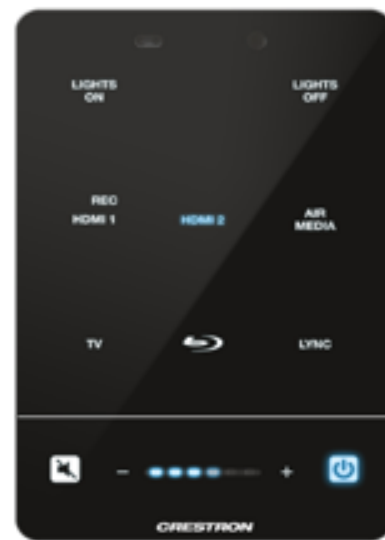 LIGHTS
ON
LIGHTS
OFF
REC
HDMI 1
HDMI 2
AIR
MEDIA
TV
LYNC
-
+
CRESTRON